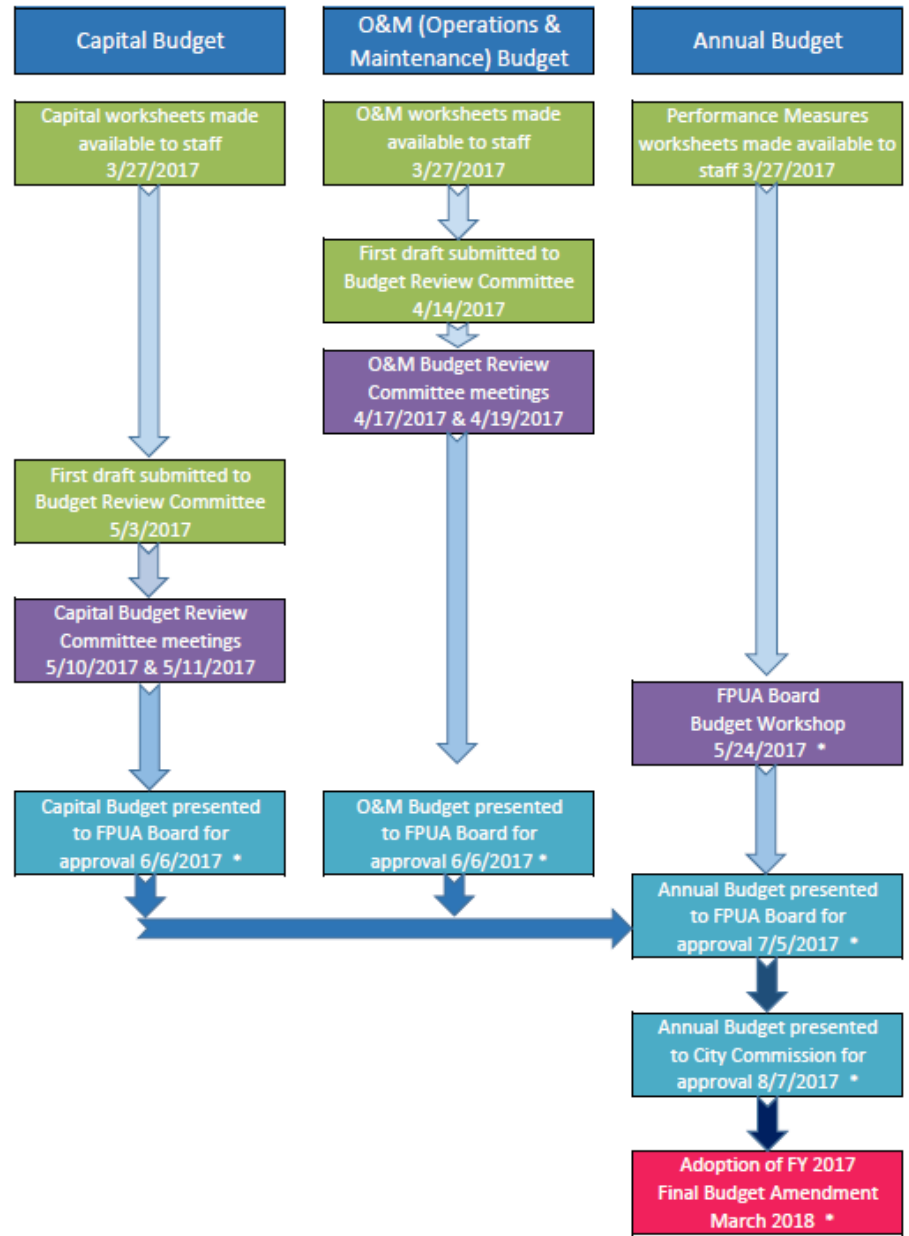 Capital Budget
O&M (Operations &
Maintenance) Budget
Annual Budget
Capital worksheets made
available to staff
3/27/2017
O&M worksheets made
available to staff
3/27/2017
Performance Measures
worksheets made available to
staff 3/27/2017
First draft submitted to
Budget Review Committee
4/14/2017
O&M Budget Review
Committee meetings
4/17/2017 & 4/19/2017
First draft submitted to
Budget Review Committee
5/3/2017
Capital Budget Review
Committee meetings
5/10/2017 & 5/11/2017
FPUA Board
Budget Workshop
5/24/2017 *
Capital Budget presented
to FPUA Board for
approval 6/6/2017 *
O&M Budget presented
to FPUA Board for
approval 6/6/2017 *
Annual Budget presented
to FPUA Board for
approval 7/5/2017 *
Annual Budget presented
to City Commission for
approval 8/7/2017 *
Adoption of FY 2017
Final Budget Amendment
March 2018 *